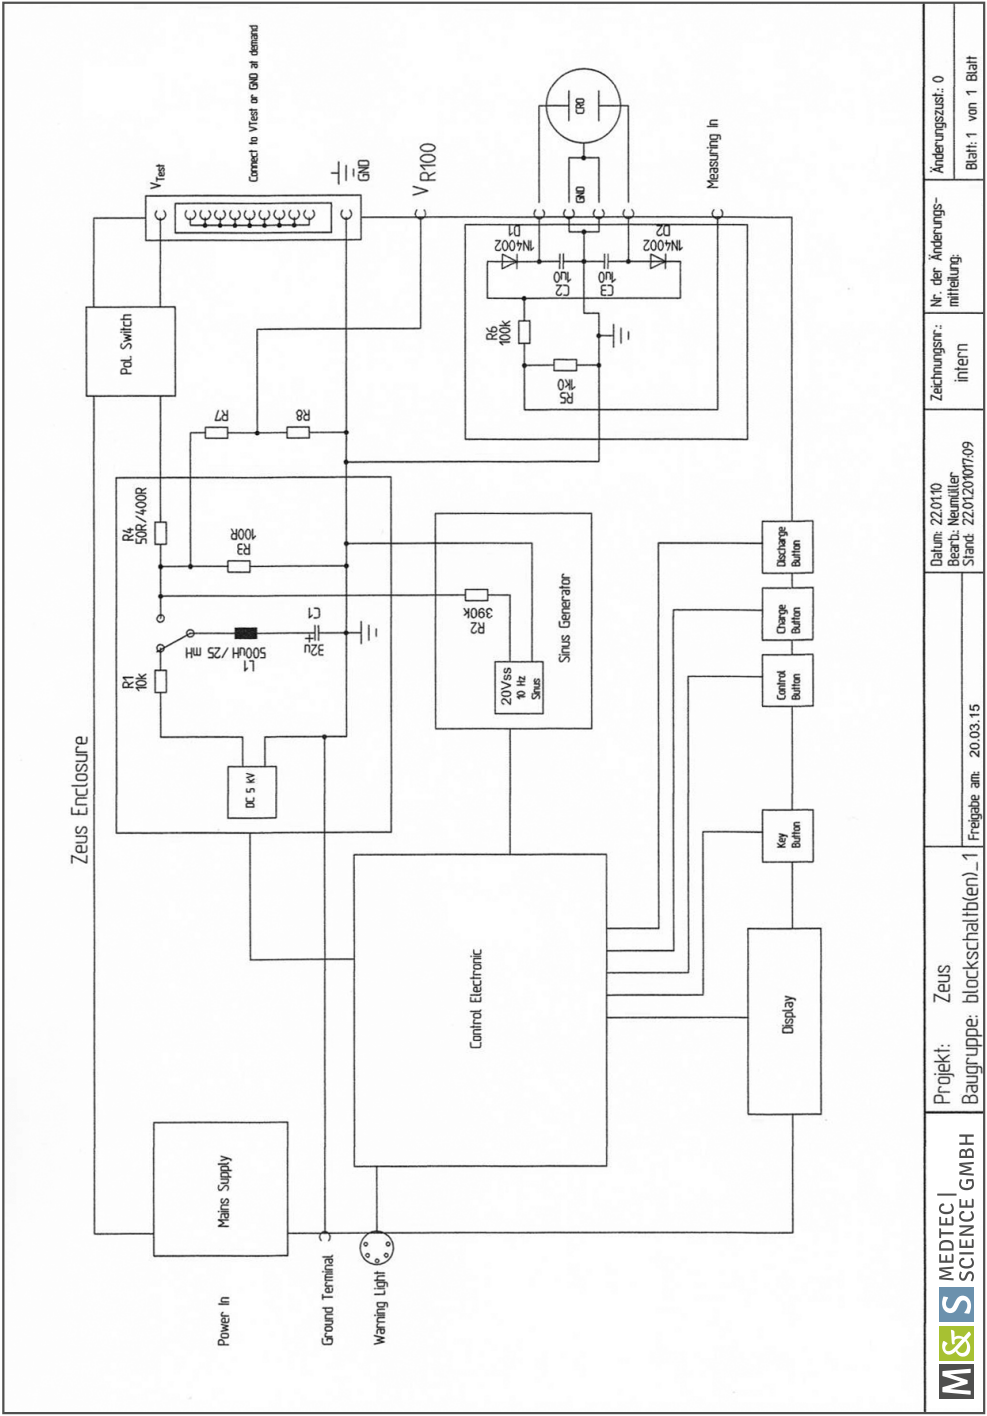 Zeus Enclosure
Power In
Mains Supply
Ground Terminal
Warning Light
DC 5 kV
R1
10k
500uH/25 mH
L1
C1
32u
+
R3
100R
R4
50R/400R
R7
R8
Pol. Switch
VTest
Connect to VTest or GND at demand
GND
VR100
Control Electronic
20Vss
10 Hz
Sinus
Sinus Generator
R2
390k
R6
100k
R5
1k0
D1
1N4002
C2
1u0
C3
1u0
D2
1N4002
GND
CRO
Measuring In
Display
Key
Button
Control
Button
Charge
Button
Discharge
Button
M&S MEDTEC|
SCIENCE GMBH
Projekt: Zeus
Baugruppe: blockschaltb(en)_1
Freigabe am: 20.03.15
Datum: 22.01.10
Bearb.: Neumüller
Stand: 22.01.201017:09
Zeichnungsnr.:
intern
Nr. der Änderungs-
mitteilung:
Änderungszust.: 0
Blatt: 1 von 1 Blatt